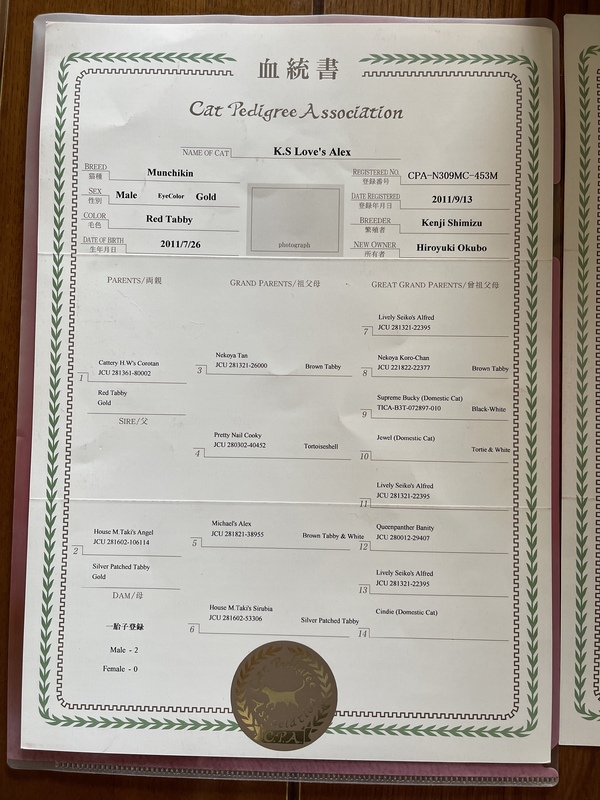 血統書
Cat Pedigree Association
NAME OF CAT K.S Love's Alex
BREED 猫種 Munchikin
SEX 性別 Male EyeColor Gold
COLOR 毛色 Red Tabby
DATE OF BIRTH 生年月日 2011/7/26
photograph
REGISTERED NO. 登録番号 CPA-N309MC-453M
DATE REGISTERED 登録年月日 2011/9/13
BREEDER 繁殖者 Kenji Shimizu
NEW OWNER 所有者 Hiroyuki Okubo
PARENTS/両親
GRAND PARENTS/祖父母
GREAT GRAND PARENTS/曾祖父母
1 Cattery H.W's Corotan
JCU 281361-80002
Red Tabby
Gold
SIRE/父
2 House M.Taki's Angel
JCU 281602-106114
Silver Patched Tabby
Gold
DAM/母
一胎子登録
Male - 2
Female - 0
3 Nekoya Tan
JCU 281321-26000 Brown Tabby
4 Pretty Nail Cooky
JCU 280302-40452 Tortoiseshell
5 Michael's Alex
JCU 281821-38955 Brown Tabby & White
6 House M.Taki's Sirubia
JCU 281602-53306 Silver Patched Tabby
7 Lively Seiko's Alfred
JCU 281321-22395
8 Nekoya Koro-Chan
JCU 221822-22377 Brown Tabby
9 Supreme Bucky (Domestic Cat)
TICA-B3T-072897-010 Black-White
10 Jewel (Domestic Cat)
Tortie & White
11 Lively Seiko's Alfred
JCU 281321-22395
12 Queenpanther Banity
JCU 280012-29407
13 Lively Seiko's Alfred
JCU 281321-22395
14 Cindie (Domestic Cat)
CPA